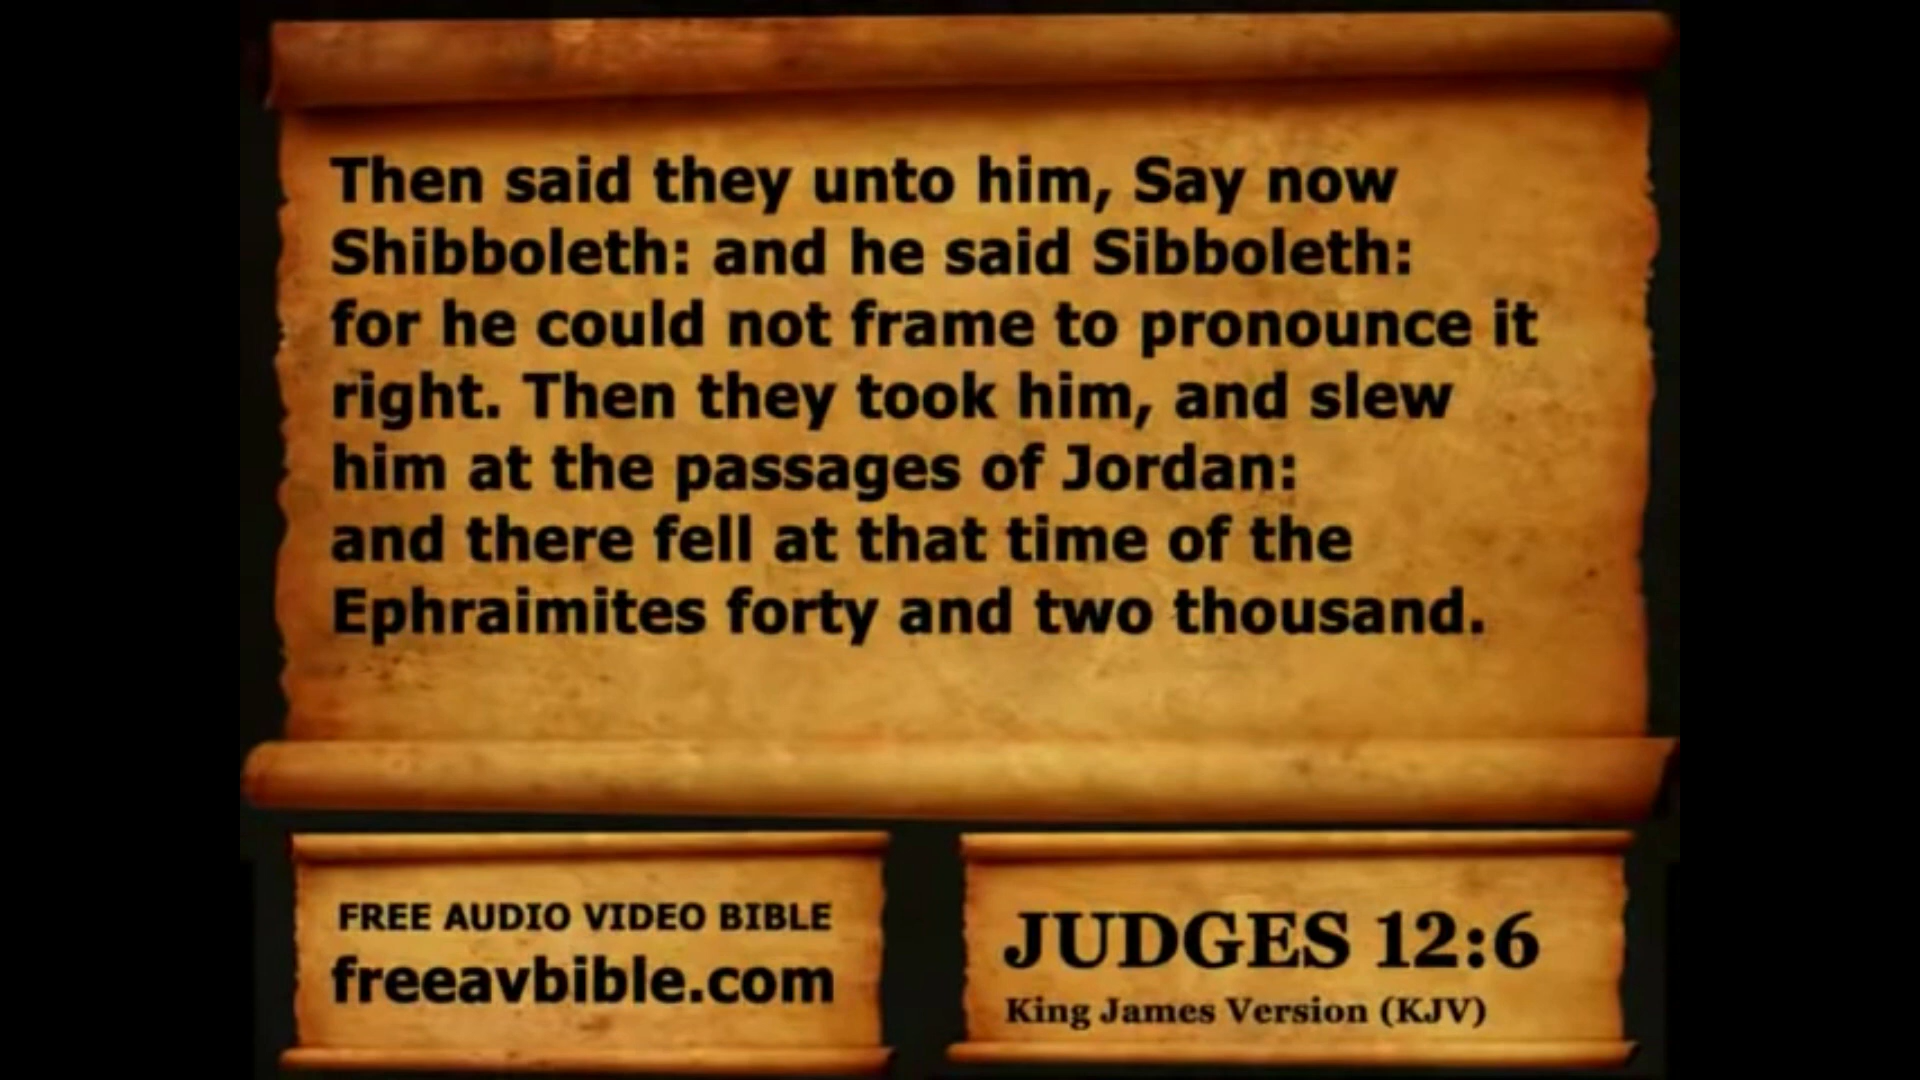 Then said they unto him, Say now
Shibboleth: and he said Sibboleth:
for he could not frame to pronounce it
right. Then they took him, and slew
him at the passages of Jordan:
and there fell at that time of the
Ephraimites forty and two thousand.
FREE AUDIO VIDEO BIBLE
freeavbible.com
JUDGES 12:6
King James Version (KJV)